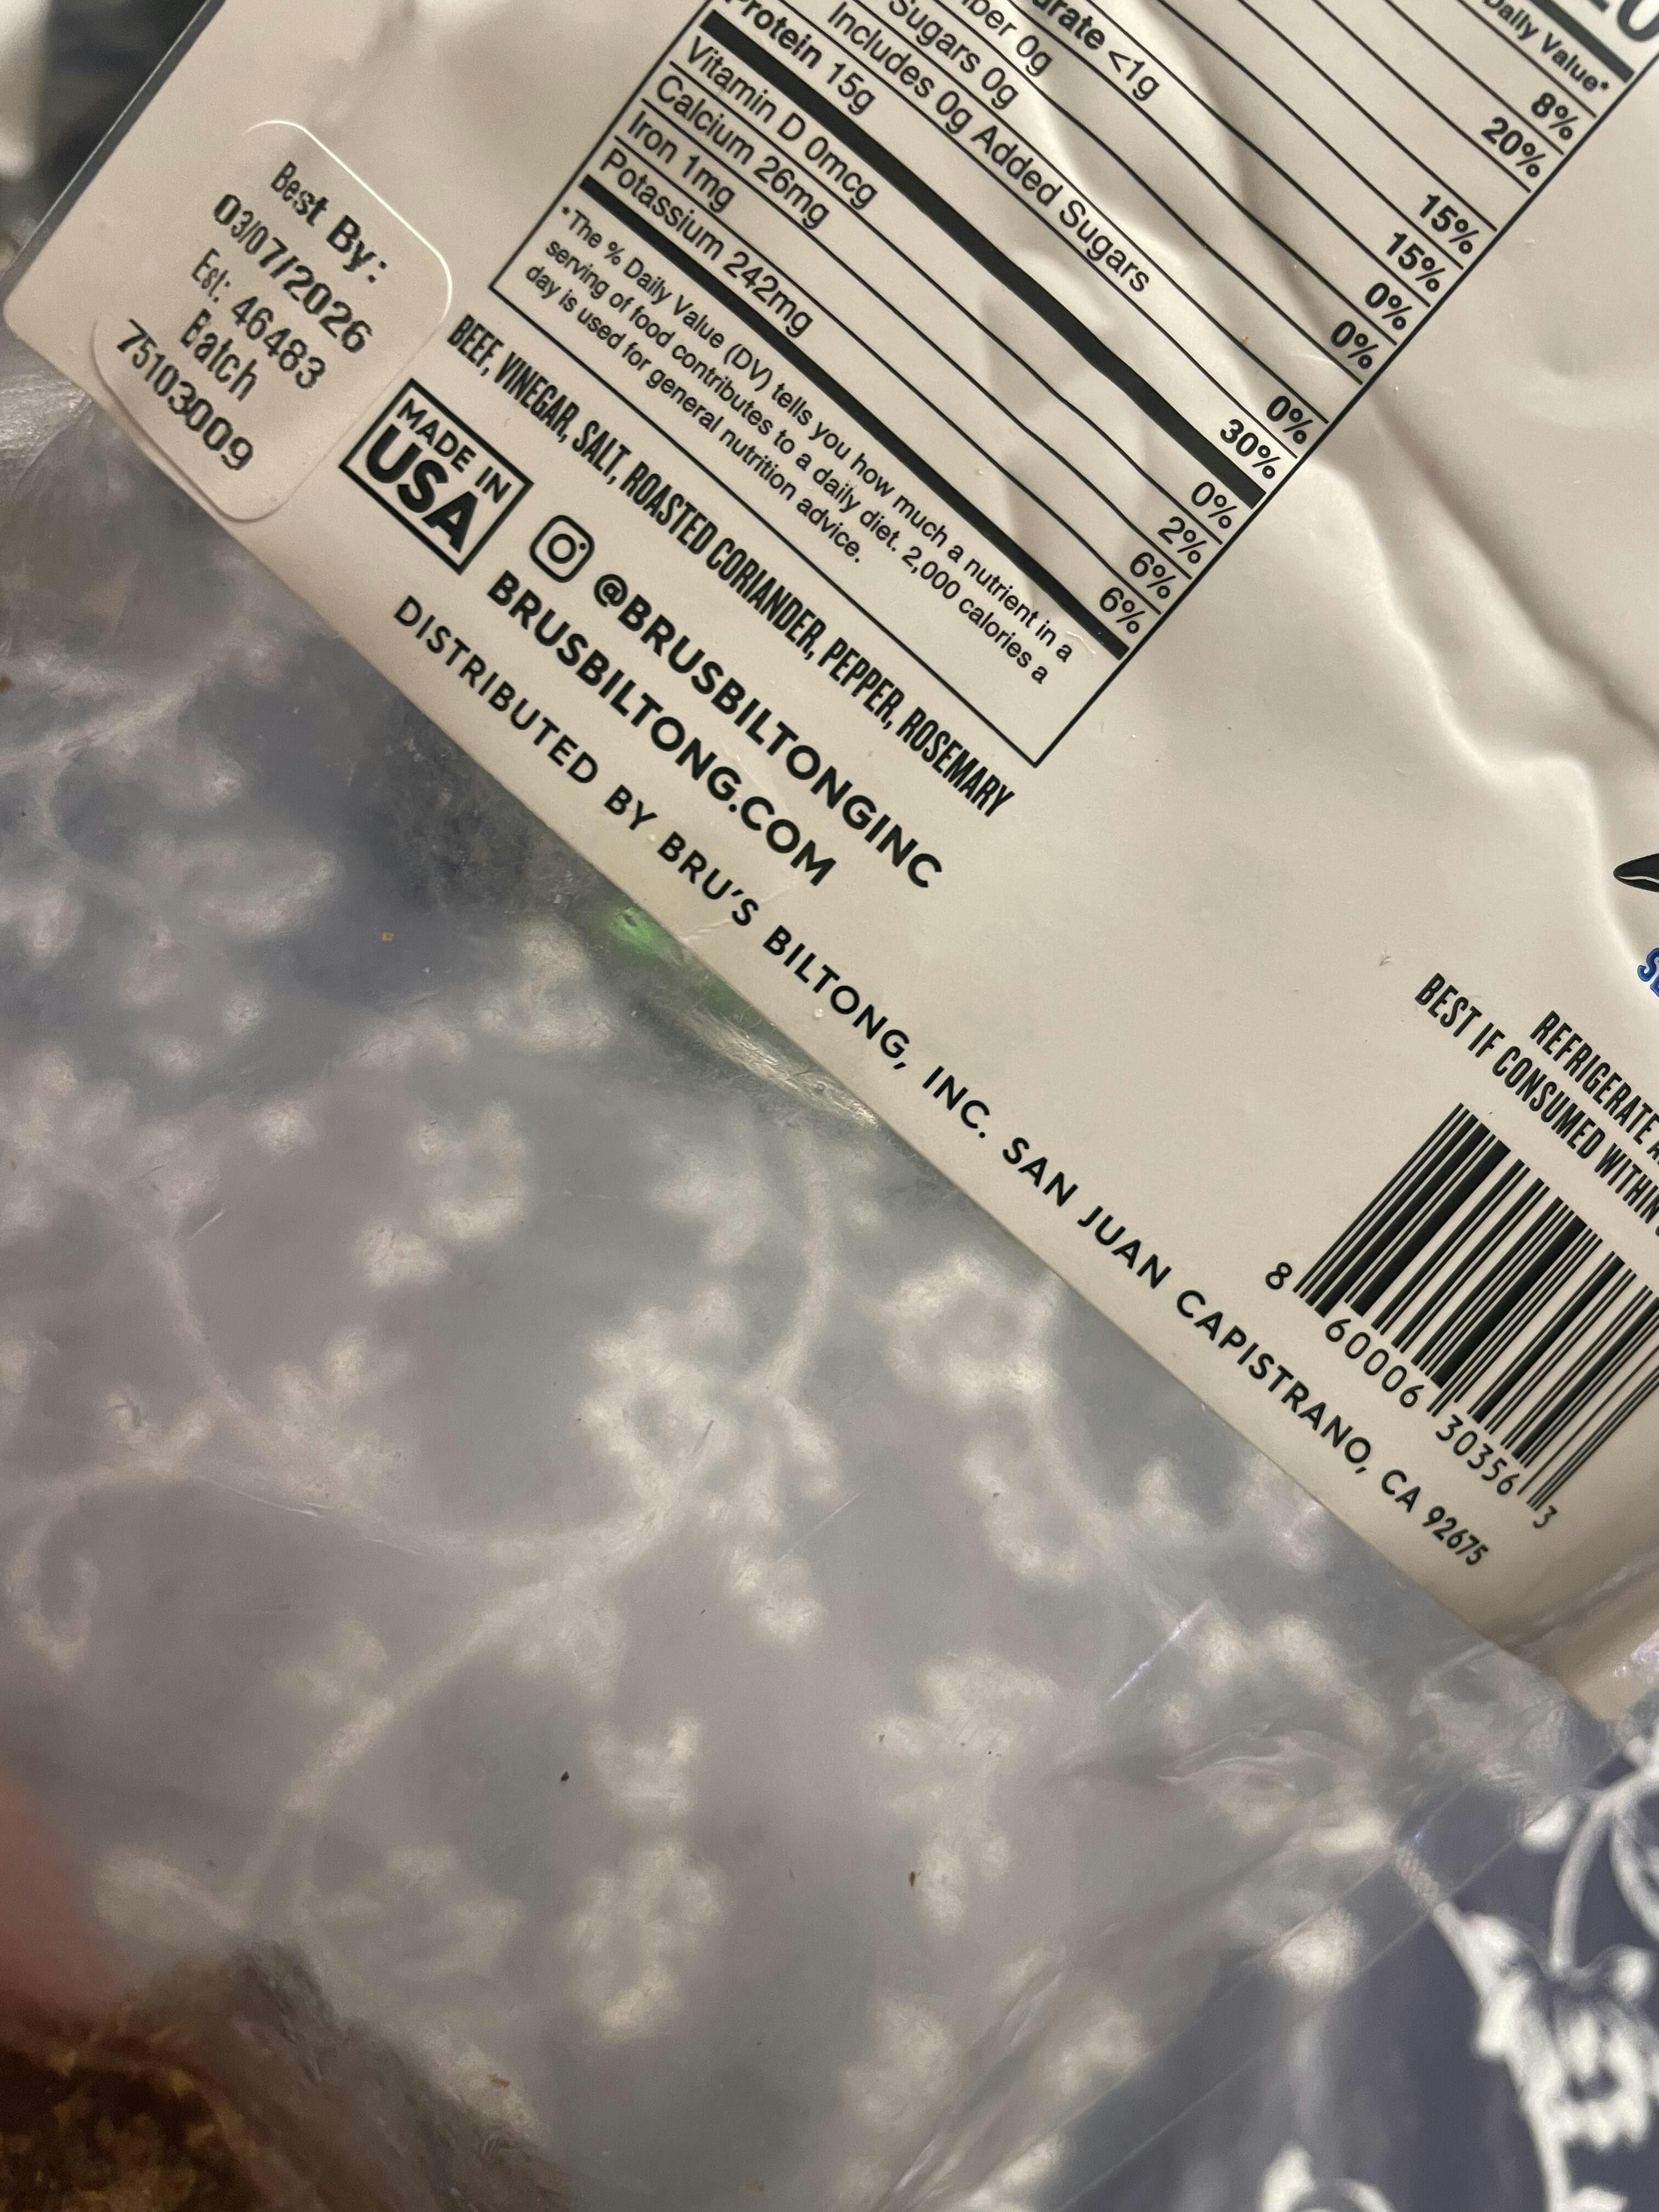 Daily Value*
8%
20%
15%
<1g 15%
0g 0%
Sugars 0g 0%
Includes 0g Added Sugars 0%
Protein 15g 30%
Vitamin D 0mcg 0%
Calcium 26mg 2%
Iron 1mg 6%
Potassium 242mg 6%
*The % Daily Value (DV) tells you how much a nutrient in a
serving of food contributes to a daily diet. 2,000 calories a
day is used for general nutrition advice.
BEEF, VINEGAR, SALT, ROASTED CORIANDER, PEPPER, ROSEMARY
Best By:
03/07/2026
Est: 46483
Batch
75103009
MADE IN
USA
@BRUSBILTONGINC
BRUSBILTONG.COM
DISTRIBUTED BY BRU'S BILTONG, INC. SAN JUAN CAPISTRANO, CA 92675
REFRIGERATE
BEST IF CONSUMED WITHIN
8 60006 30356 3